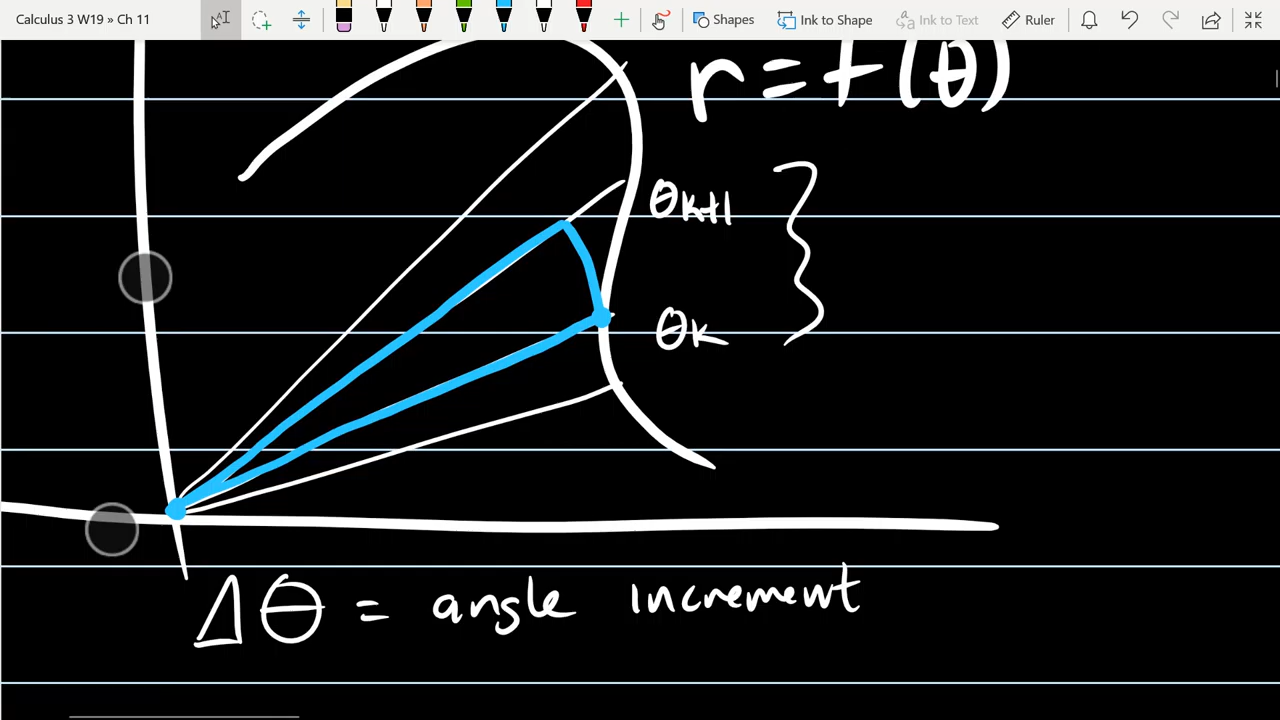 Calculus 3 W19 » Ch 11
Shapes
Ink to Shape
Ink to Text
Ruler
r = f(θ)
θk+1
θk
Δθ = angle increment